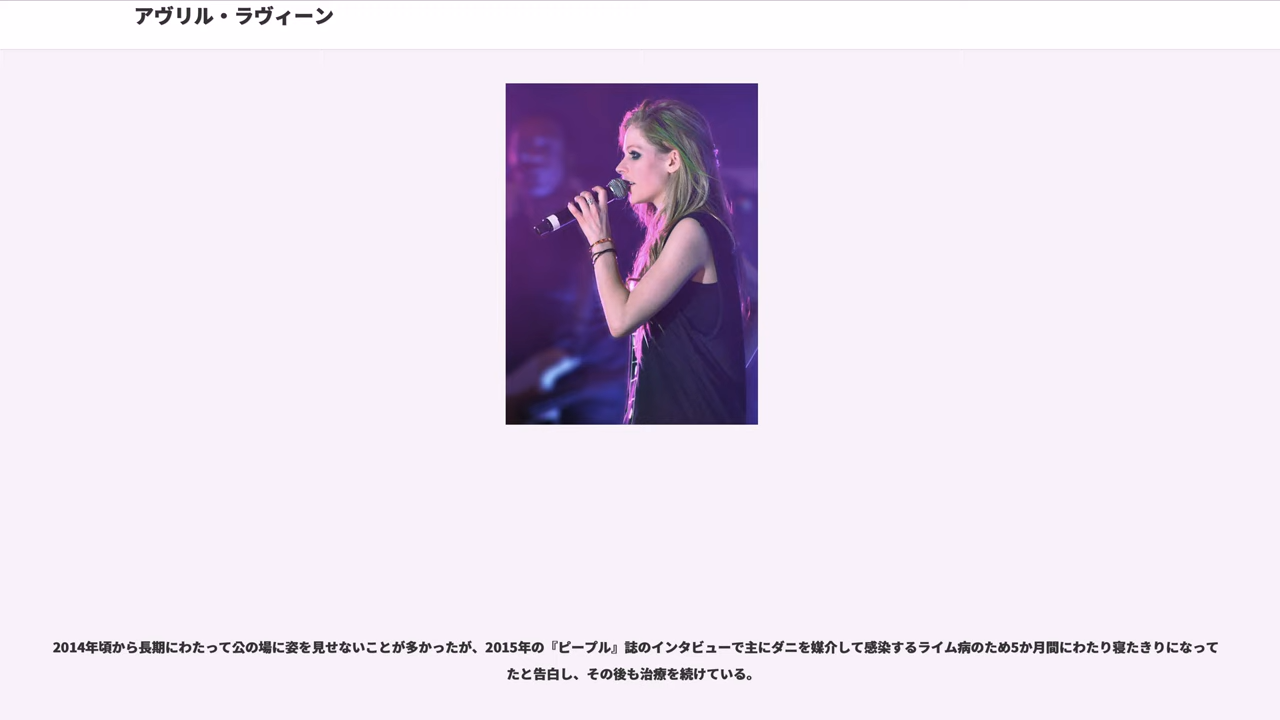 アヴリル・ラヴィーン
2014年頃から長期にわたって公の場に姿を見せないことが多かったが、2015年の『ピープル』誌のインタビューで主にダニを媒介して感染するライム病のため5か月間にわたり寝たきりになって
たと告白し、その後も治療を続けている。